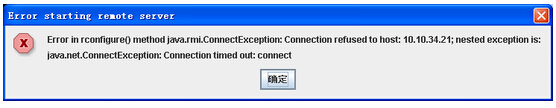 Error starting remote server
Error in rconfigure() method java.rmi.ConnectException: Connection refused to host: 10.10.34.21; nested exception is:
java.net.ConnectException: Connection timed out: connect
确定